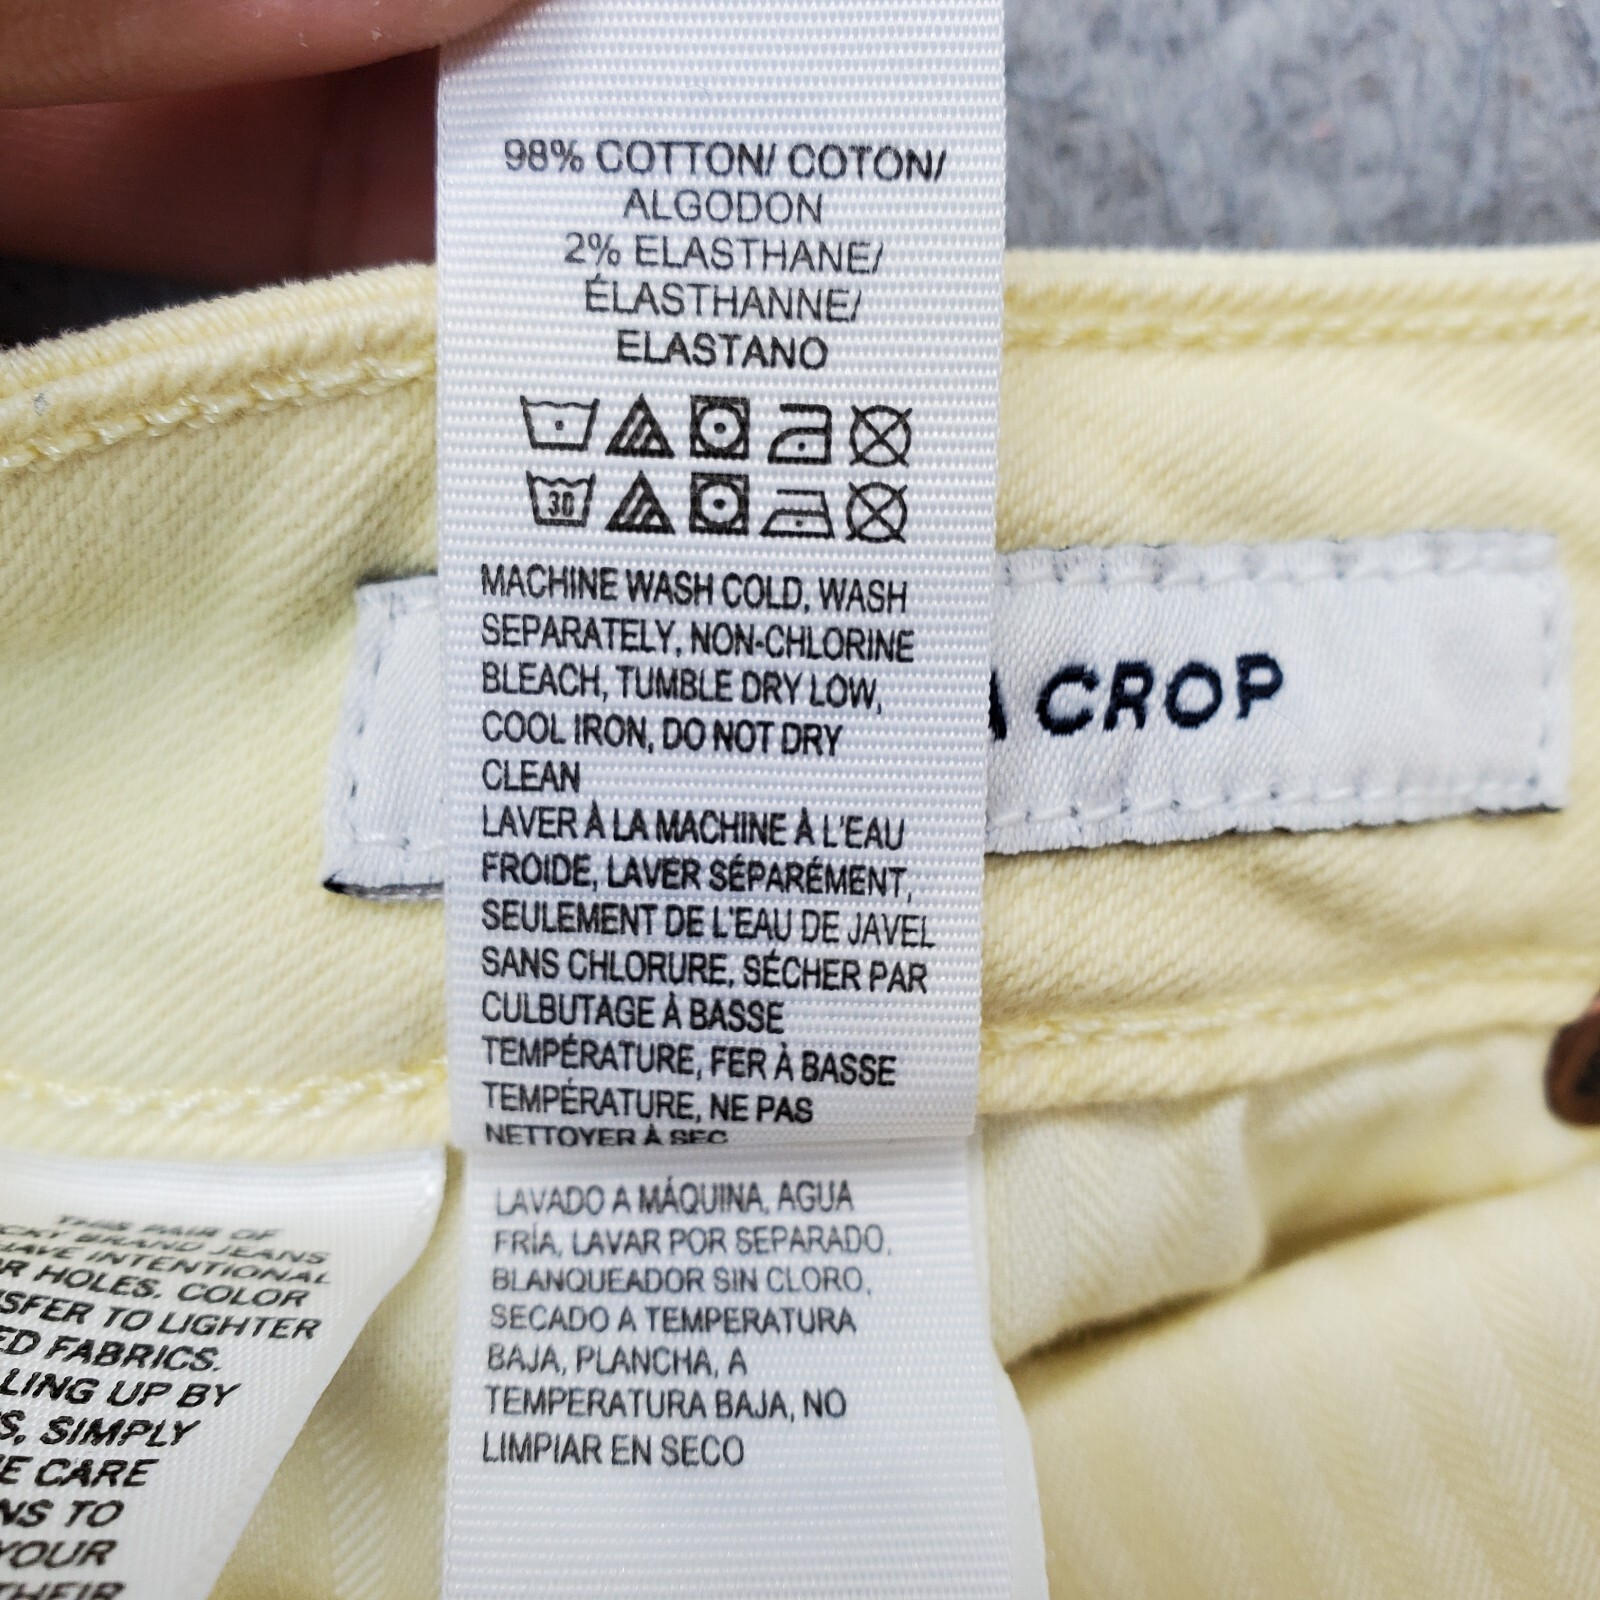 98% COTTON/ COTON/
ALGODON
2% ELASTHANE/
ÉLASTHANNE/
ELASTANO
30
MACHINE WASH COLD, WASH
SEPARATELY, NON-CHLORINE
BLEACH, TUMBLE DRY LOW,
COOL IRON, DO NOT DRY
CLEAN
LAVER À LA MACHINE À L'EAU
FROIDE, LAVER SÉPARÉMENT,
SEULEMENT DE L'EAU DE JAVEL
SANS CHLORURE, SÉCHER PAR
CULBUTAGE À BASSE
TEMPÉRATURE, FER À BASSE
TEMPÉRATURE, NE PAS
NETTOYER À SEC
LAVADO A MÁQUINA, AGUA
FRÍA, LAVAR POR SEPARADO,
BLANQUEADOR SIN CLORO,
SECADO A TEMPERATURA
BAJA, PLANCHA, A
TEMPERATURA BAJA, NO
LIMPIAR EN SECO
CROP
THIS PAIR OF
BRAND JEANS
INTENTIONAL
HOLES. COLOR
TO LIGHTER
FABRICS.
UP BY
SIMPLY
CARE
TO
YOUR
THEIR